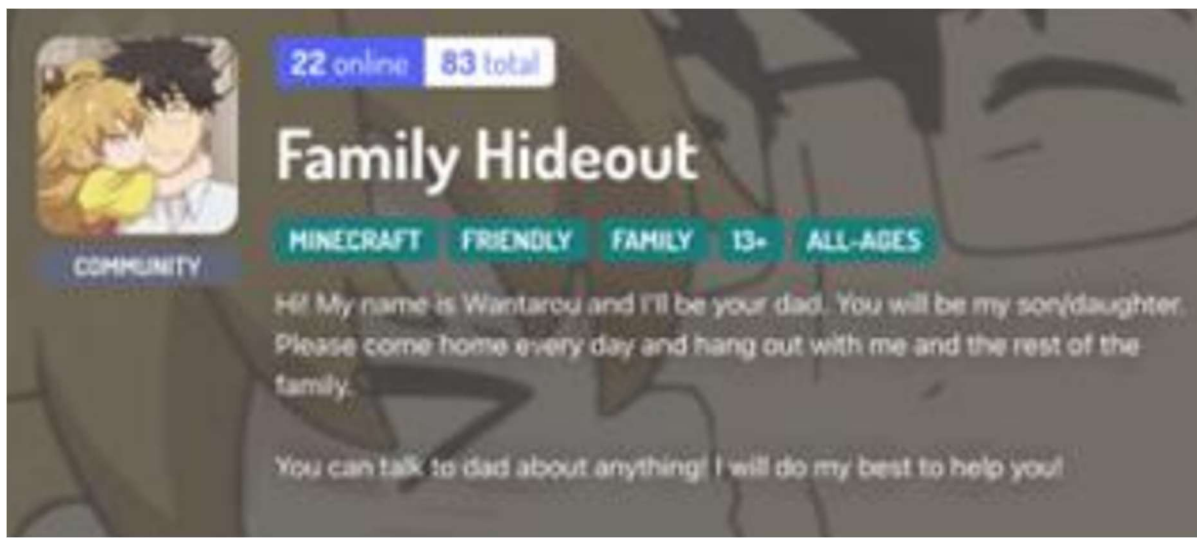 22 online 83 total
Family Hideout
MINECRAFT FRIENDLY FAMILY 13+ ALL-AGES
COMMUNITY
Hi! My name is Wantarou and I'll be your dad. You will be my son/daughter.
Please come home every day and hang out with me and the rest of the
family.
You can talk to dad about anything! I will do my best to help you!